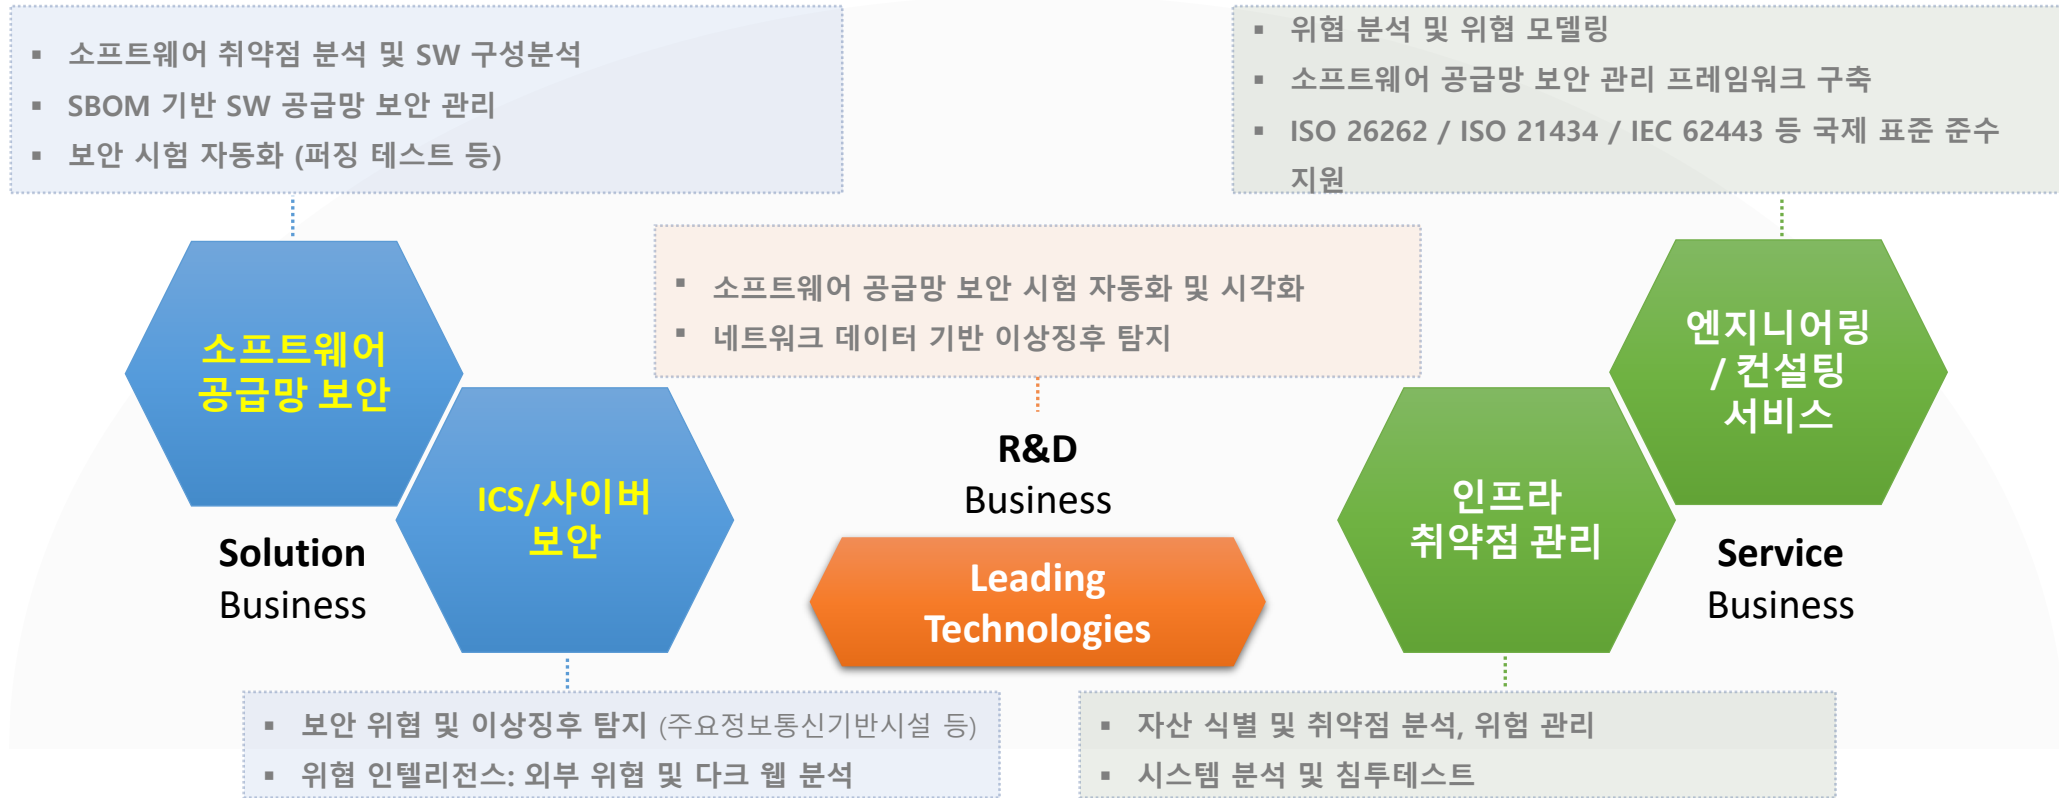 ▪ 소프트웨어 취약점 분석 및 SW 구성분석
▪ SBOM 기반 SW 공급망 보안 관리
▪ 보안 시험 자동화 (퍼징 테스트 등)
▪ 위협 분석 및 위협 모델링
▪ 소프트웨어 공급망 보안 관리 프레임워크 구축
▪ ISO 26262 / ISO 21434 / IEC 62443 등 국제 표준 준수
지원
▪ 소프트웨어 공급망 보안 시험 자동화 및 시각화
▪ 네트워크 데이터 기반 이상징후 탐지
소프트웨어
공급망 보안
ICS/사이버
보안
Solution
Business
R&D
Business
Leading
Technologies
엔지니어링
/ 컨설팅
서비스
인프라
취약점 관리
Service
Business
▪ 보안 위협 및 이상징후 탐지 (주요정보통신기반시설 등)
▪ 위협 인텔리전스: 외부 위협 및 다크 웹 분석
▪ 자산 식별 및 취약점 분석, 위험 관리
▪ 시스템 분석 및 침투테스트